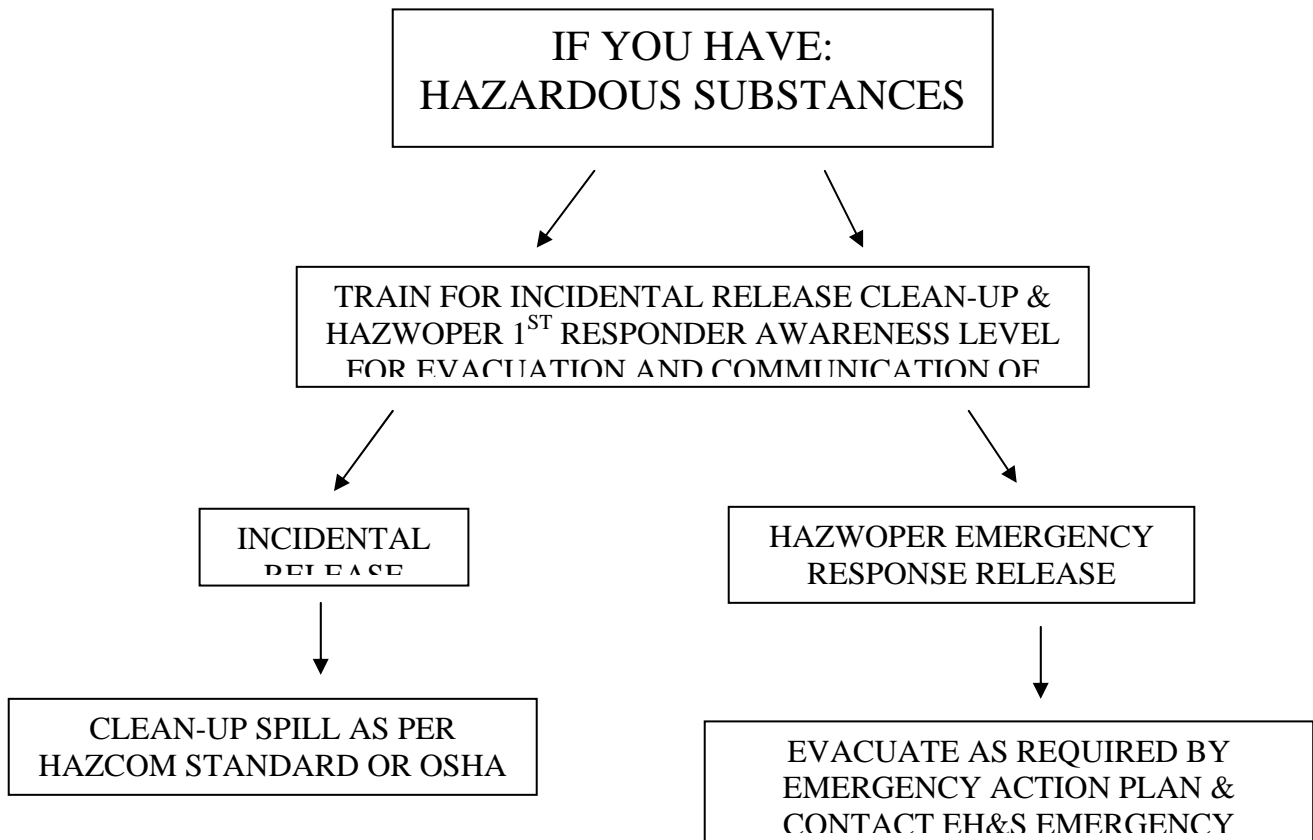 IF YOU HAVE:
HAZARDOUS SUBSTANCES
TRAIN FOR INCIDENTAL RELEASE CLEAN-UP &
HAZWOPER 1ST RESPONDER AWARENESS LEVEL
FOR EVACUATION AND COMMUNICATION OF
INCIDENTAL
RELEASE
HAZWOPER EMERGENCY
RESPONSE RELEASE
CLEAN-UP SPILL AS PER
HAZCOM STANDARD OR OSHA
EVACUATE AS REQUIRED BY
EMERGENCY ACTION PLAN &
CONTACT EH&S EMERGENCY